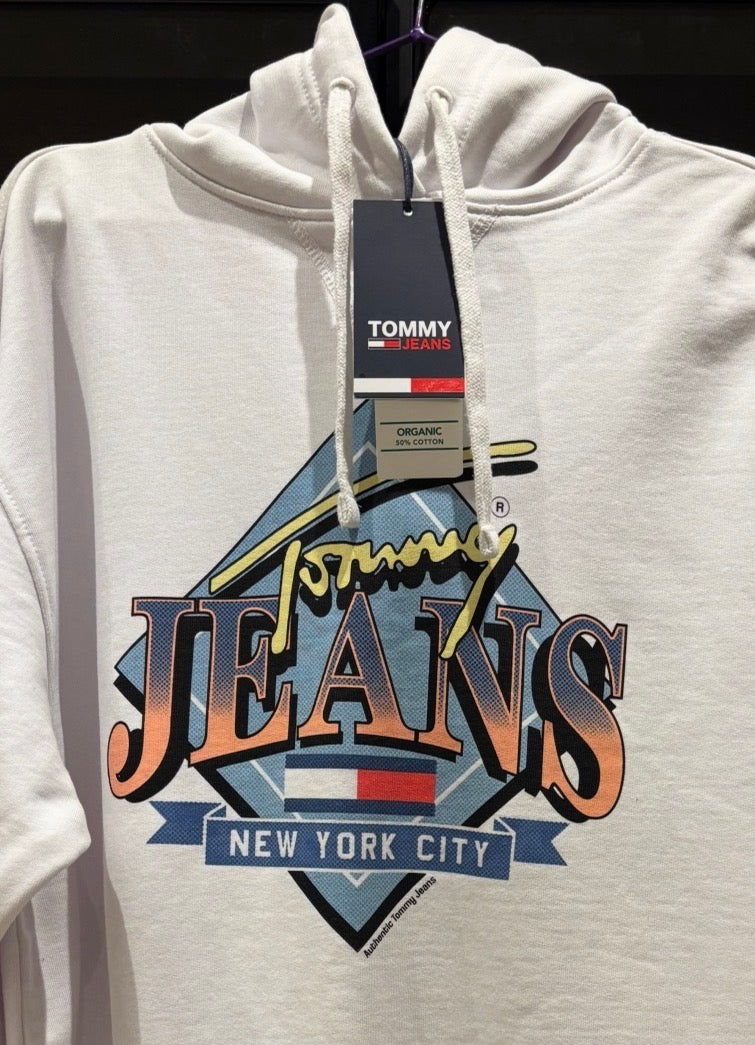 TOMMY
JEANS
ORGANIC
50% COTTON
®
Tommy
JEANS
NEW YORK CITY
Authentic Tommy Jeans